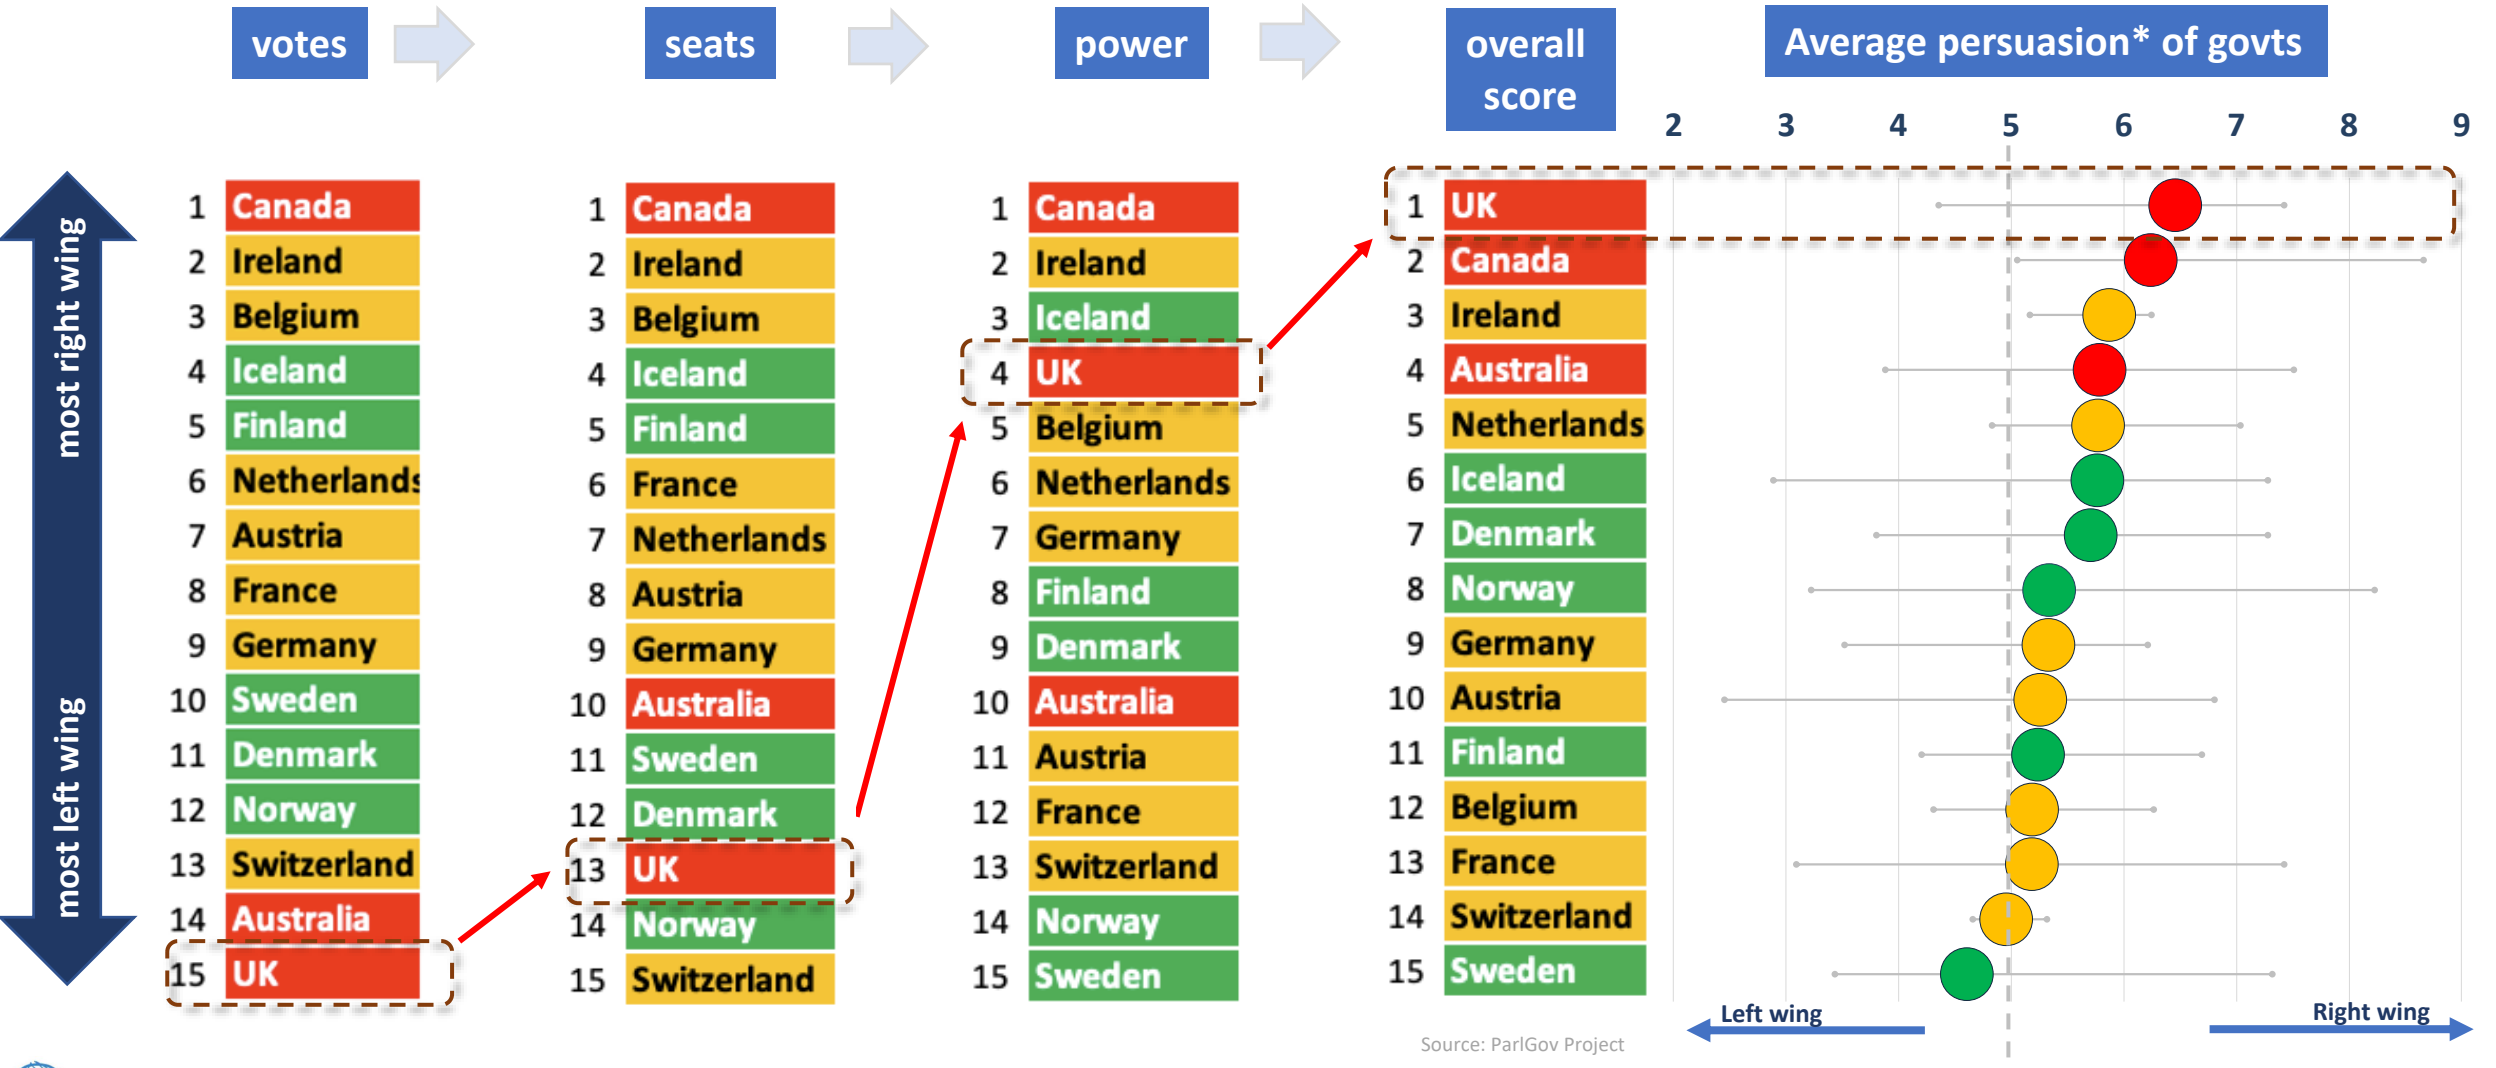 votes
seats
power
overall
score
Average persuasion* of govts
2 3 4 5 6 7 8 9
most right wing
most left wing
1 Canada
2 Ireland
3 Belgium
4 Iceland
5 Finland
6 Netherlands
7 Austria
8 France
9 Germany
10 Sweden
11 Denmark
12 Norway
13 Switzerland
14 Australia
15 UK
1 Canada
2 Ireland
3 Belgium
4 Iceland
5 Finland
6 France
7 Netherlands
8 Austria
9 Germany
10 Australia
11 Sweden
12 Denmark
13 UK
14 Norway
15 Switzerland
1 Canada
2 Ireland
3 Iceland
4 UK
5 Belgium
6 Netherlands
7 Germany
8 Finland
9 Denmark
10 Australia
11 Austria
12 France
13 Switzerland
14 Norway
15 Sweden
1 UK
2 Canada
3 Ireland
4 Australia
5 Netherlands
6 Iceland
7 Denmark
8 Norway
9 Germany
10 Austria
11 Finland
12 Belgium
13 France
14 Switzerland
15 Sweden
Left wing
Right wing
Source: ParlGov Project